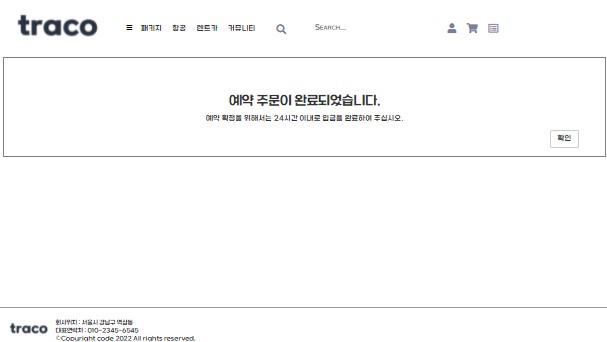 traco
패키지 항공 렌트카 커뮤니티 Search...
예약 주문이 완료되었습니다.
예약 확정을 위해서는 24시간 이내로 입금을 완료하여 주십시오.
확인
traco
회사위치 : 서울시 강남구 역삼동
대표연락처 : 010-2345-6545
©Copyright code 2022 All rights reserved.